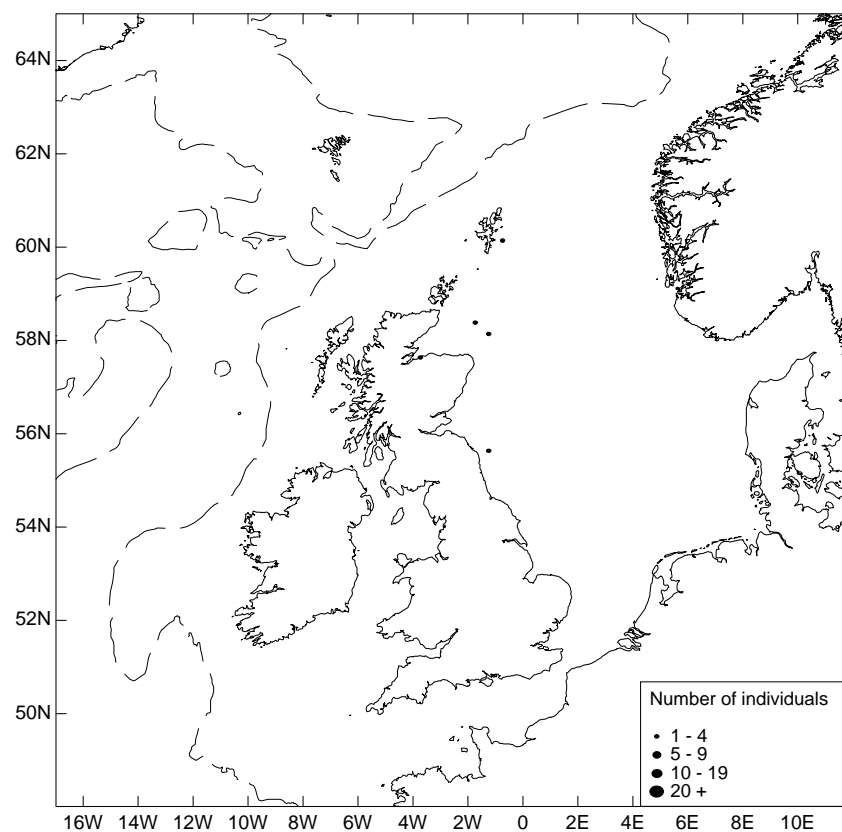 64N
62N
60N
58N
56N
54N
52N
50N
Number of individuals
1 - 4
5 - 9
10 - 19
20 +
16W 14W 12W 10W 8W 6W 4W 2W 0 2E 4E 6E 8E 10E